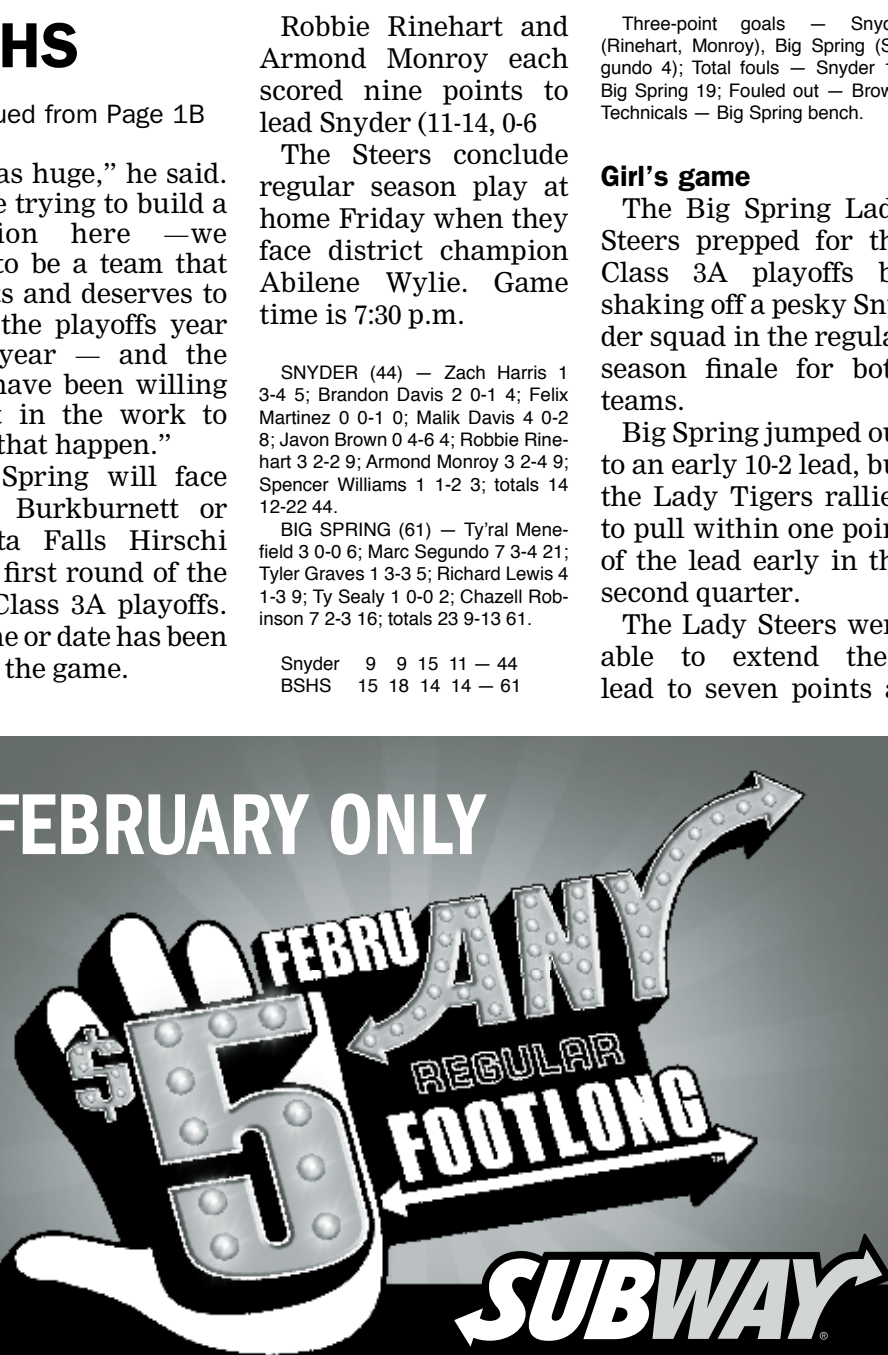 HS
ued from Page 1B
as huge,” he said.
e trying to build a
ion here —we
to be a team that
ts and deserves to
the playoffs year
year — and the
have been willing
t in the work to
that happen.”
Spring will face
Burkburnett or
ta Falls Hirschi
first round of the
Class 3A playoffs.
ne or date has been
the game.
Robbie Rinehart and
Armond Monroy each
scored nine points to
lead Snyder (11-14, 0-6
The Steers conclude
regular season play at
home Friday when they
face district champion
Abilene Wylie. Game
time is 7:30 p.m.
SNYDER (44) — Zach Harris 1
3-4 5; Brandon Davis 2 0-1 4; Felix
Martinez 0 0-1 0; Malik Davis 4 0-2
8; Javon Brown 0 4-6 4; Robbie Rine-
hart 3 2-2 9; Armond Monroy 3 2-4 9;
Spencer Williams 1 1-2 3; totals 14
12-22 44.
BIG SPRING (61) — Ty’ral Mene-
field 3 0-0 6; Marc Segundo 7 3-4 21;
Tyler Graves 1 3-3 5; Richard Lewis 4
1-3 9; Ty Sealy 1 0-0 2; Chazell Rob-
inson 7 2-3 16; totals 23 9-13 61.
Snyder 9 9 15 11 — 44
BSHS 15 18 14 14 — 61
Three-point goals — Snyd
(Rinehart, Monroy), Big Spring (S
gundo 4); Total fouls — Snyder 1
Big Spring 19; Fouled out — Brow
Technicals — Big Spring bench.
Girl’s game
The Big Spring Lad
Steers prepped for th
Class 3A playoffs b
shaking off a pesky Sny
der squad in the regula
season finale for bot
teams.
Big Spring jumped ou
to an early 10-2 lead, bu
the Lady Tigers rallie
to pull within one poin
of the lead early in th
second quarter.
The Lady Steers wer
able to extend the
lead to seven points a
FEBRUARY ONLY
FEBRUANY
$5
REGULAR
FOOTLONG™
SUBWAY®